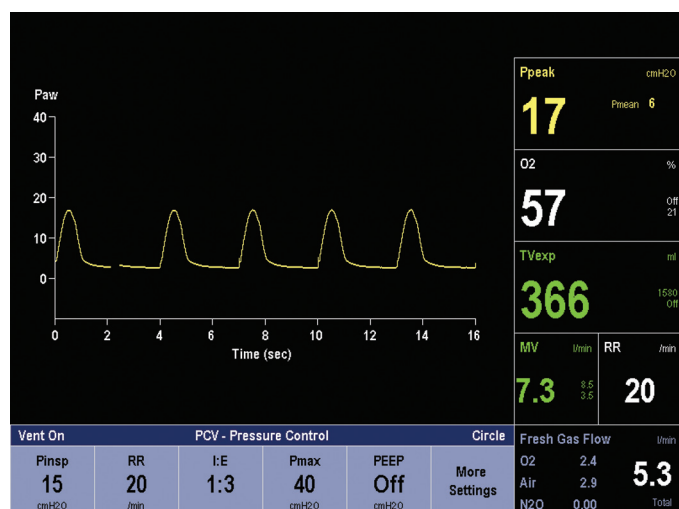 Ppeak cmH2O
17 Pmean 6
Paw
40
30
20
10
0
0 2 4 6 8 10 12 14 16
Time (sec)
O2 %
57 Off
21
TVexp ml
366 1580
Off
MV l/min RR /min
7.3 8.5
3.5
20
Vent On PCV - Pressure Control Circle
Pinsp RR I:E Pmax PEEP More
15 20 1:3 40 Off Settings
cmH2O /min cmH2O cmH2O
Fresh Gas Flow l/min
O2 2.4
Air 2.9 5.3
N2O 0.00 Total